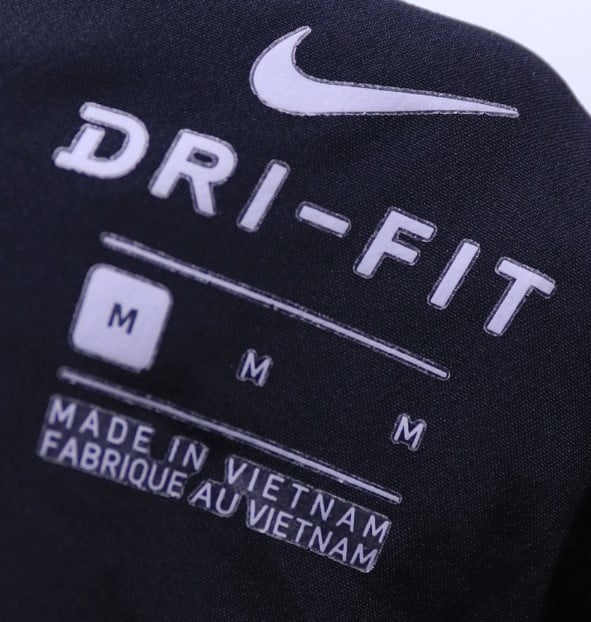 DRI-FIT
M M M
MADE IN VIETNAM
FABRIQUE AU VIETNAM